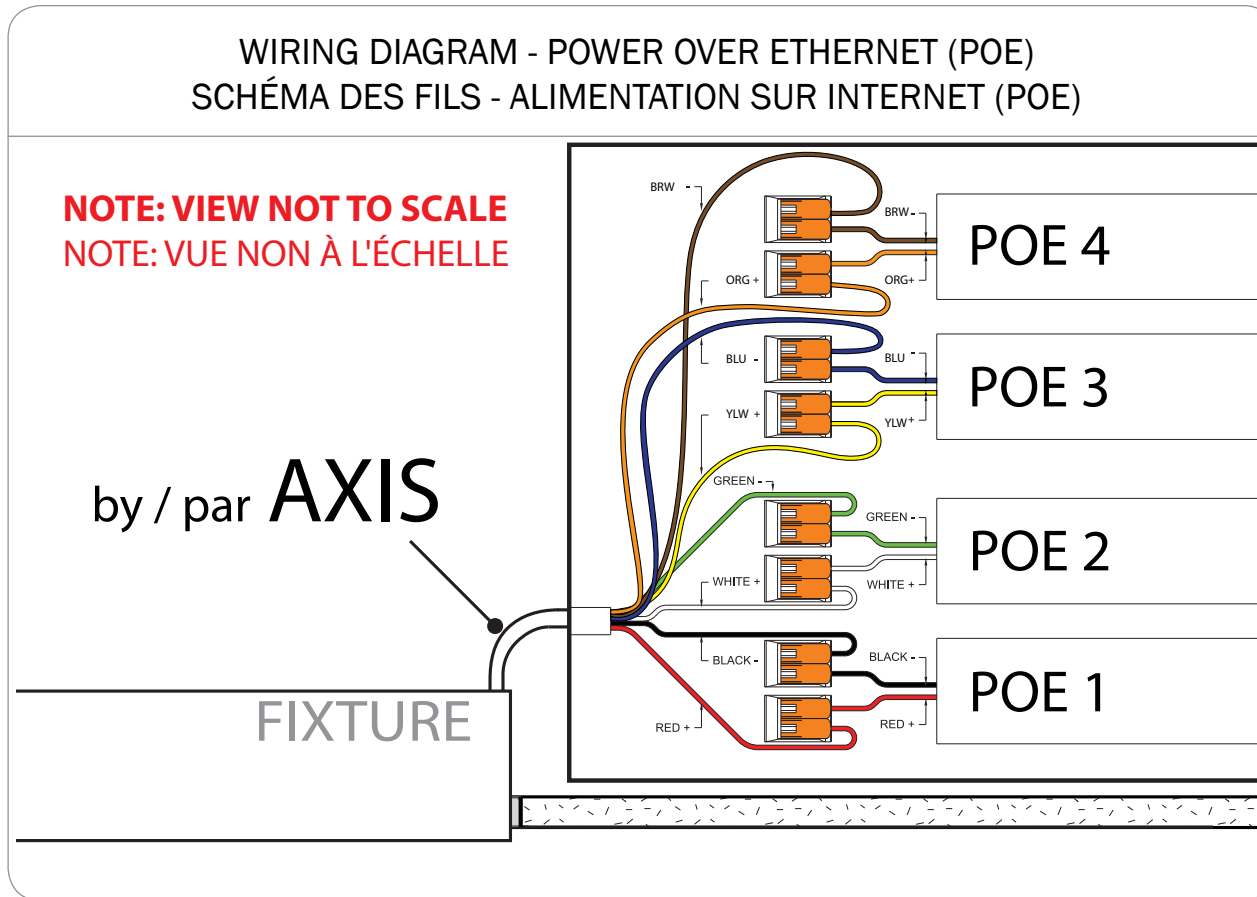 WIRING DIAGRAM - POWER OVER ETHERNET (POE)
SCHÉMA DES FILS - ALIMENTATION SUR INTERNET (POE)
NOTE: VIEW NOT TO SCALE
NOTE: VUE NON À L'ÉCHELLE
by / par AXIS
FIXTURE
BRW -
BRW -
POE 4
ORG +
ORG+
BLU -
BLU -
POE 3
YLW +
YLW +
GREEN -
GREEN -
POE 2
WHITE +
WHITE +
BLACK -
BLACK -
POE 1
RED +
RED +